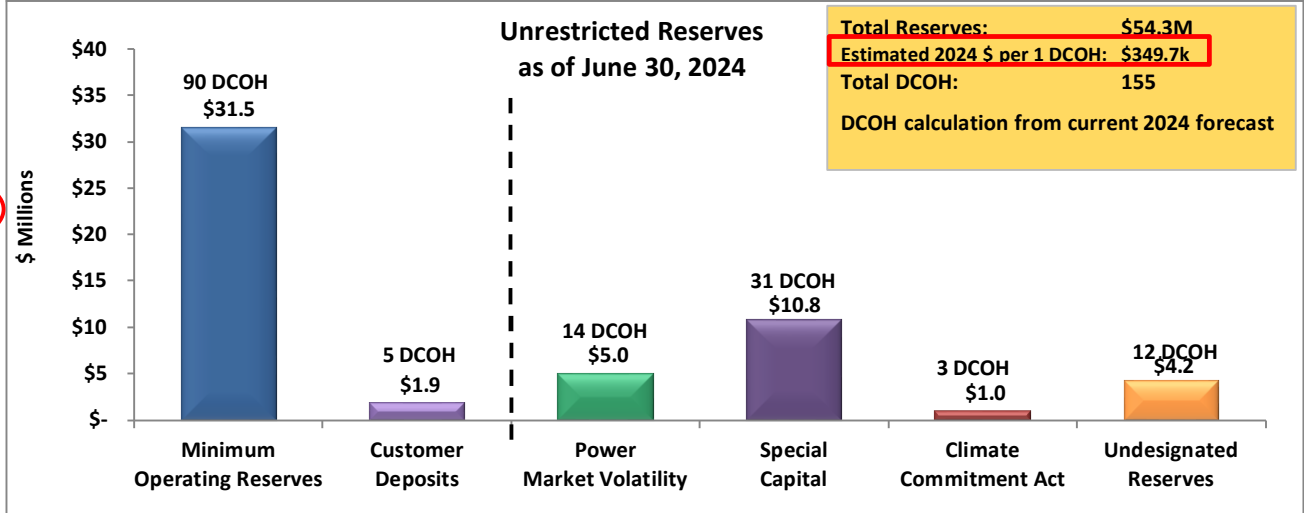 Unrestricted Reserves
as of June 30, 2024
Total Reserves: $54.3M
Estimated 2024 $ per 1 DCOH: $349.7k
Total DCOH: 155
DCOH calculation from current 2024 forecast
$ Millions
$40
$35
$30
$25
$20
$15
$10
$5
$-
90 DCOH
$31.5
5 DCOH
$1.9
14 DCOH
$5.0
31 DCOH
$10.8
3 DCOH
$1.0
12 DCOH
$4.2
Minimum
Operating Reserves
Customer
Deposits
Power
Market Volatility
Special
Capital
Climate
Commitment Act
Undesignated
Reserves